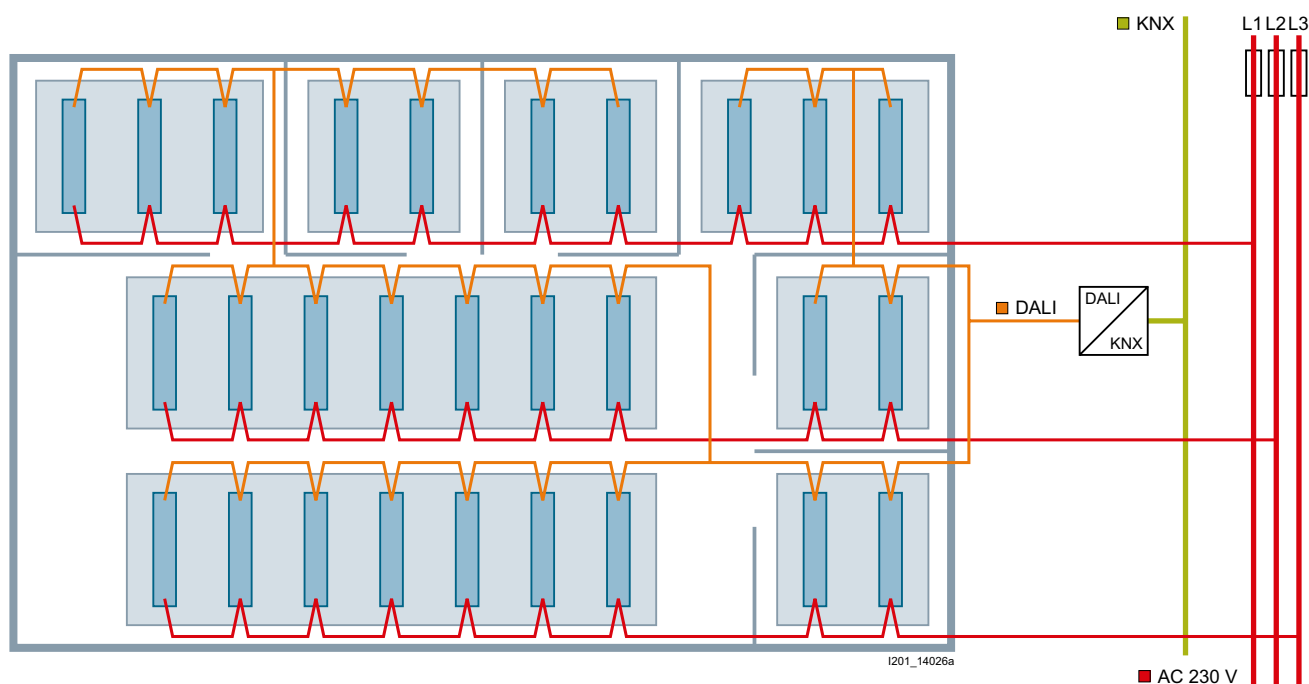 KNX
L1 L2 L3
DALI
DALI
KNX
I201_14026a
AC 230 V